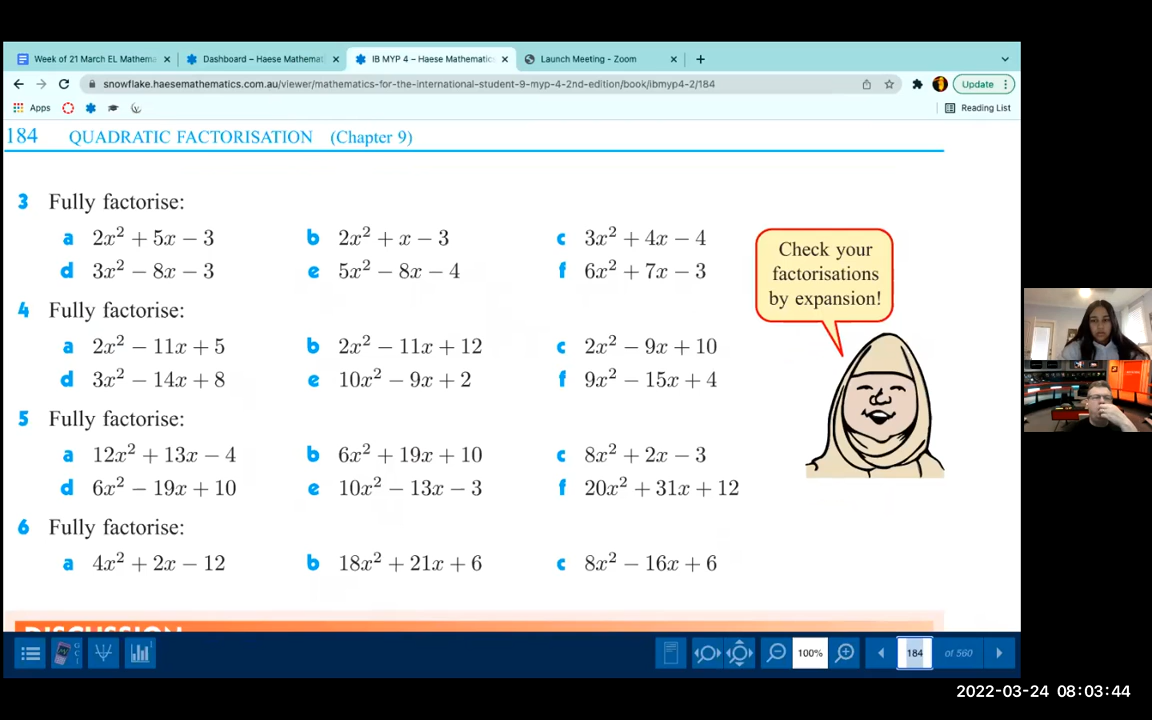 Week of 21 March EL Mathema
Dashboard – Haese Mathemat
IB MYP 4 – Haese Mathematic
Launch Meeting - Zoom
snowflake.haesemathematics.com.au/viewer/mathematics-for-the-international-student-9-myp-4-2nd-edition/book/ibmyp4-2/184
Update
Apps
Reading List
184 QUADRATIC FACTORISATION (Chapter 9)
3 Fully factorise:
a 2x² + 5x − 3 b 2x² + x − 3 c 3x² + 4x − 4
d 3x² − 8x − 3 e 5x² − 8x − 4 f 6x² + 7x − 3
Check your
factorisations
by expansion!
4 Fully factorise:
a 2x² − 11x + 5 b 2x² − 11x + 12 c 2x² − 9x + 10
d 3x² − 14x + 8 e 10x² − 9x + 2 f 9x² − 15x + 4
5 Fully factorise:
a 12x² + 13x − 4 b 6x² + 19x + 10 c 8x² + 2x − 3
d 6x² − 19x + 10 e 10x² − 13x − 3 f 20x² + 31x + 12
6 Fully factorise:
a 4x² + 2x − 12 b 18x² + 21x + 6 c 8x² − 16x + 6
DISCUSSION
100%
184 of 560
2022-03-24 08:03:44